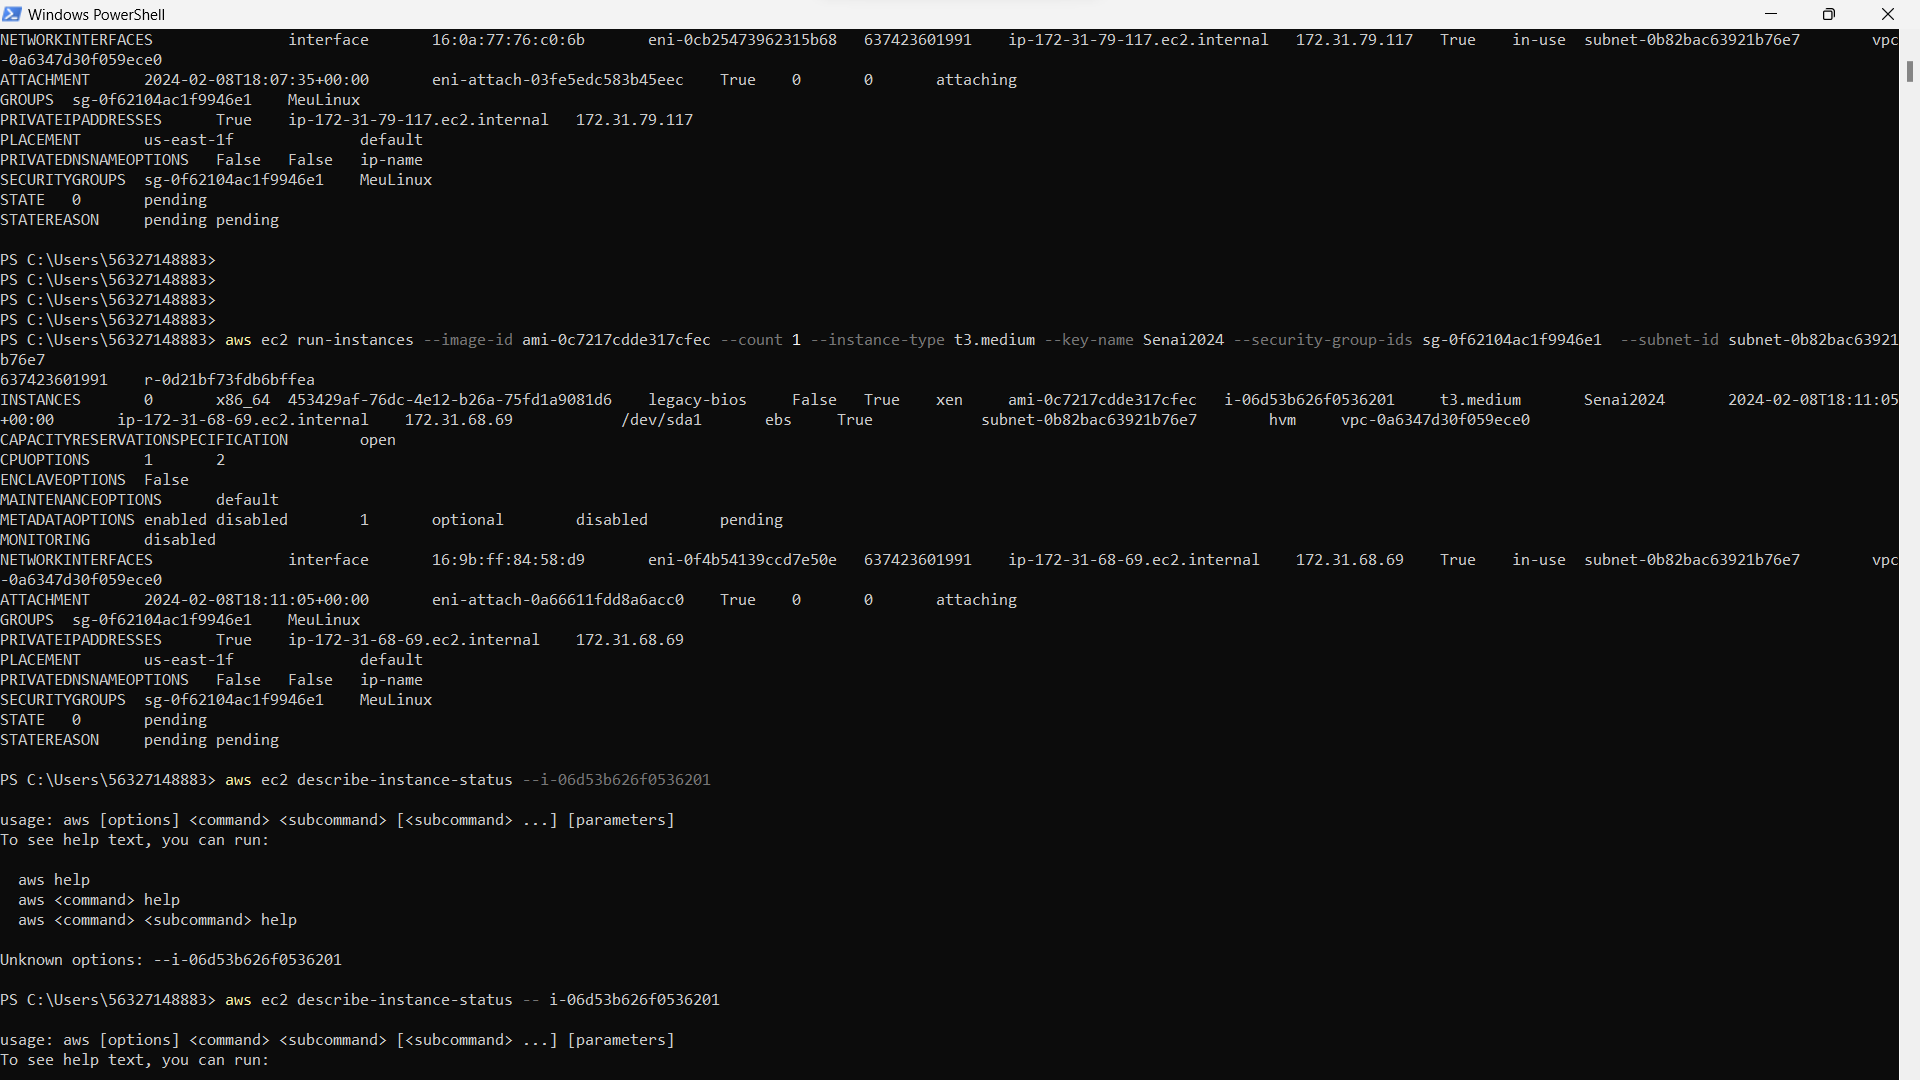 Windows PowerShell
NETWORKINTERFACES interface 16:0a:77:76:c0:6b eni-0cb25473962315b68 637423601991 ip-172-31-79-117.ec2.internal 172.31.79.117 True in-use subnet-0b82bac63921b76e7 vpc
-0a6347d30f059ece0
ATTACHMENT 2024-02-08T18:07:35+00:00 eni-attach-03fe5edc583b45eec True 0 0 attaching
GROUPS sg-0f62104ac1f9946e1 MeuLinux
PRIVATEIPADDRESSES True ip-172-31-79-117.ec2.internal 172.31.79.117
PLACEMENT us-east-1f default
PRIVATEDNSNAMEOPTIONS False False ip-name
SECURITYGROUPS sg-0f62104ac1f9946e1 MeuLinux
STATE 0 pending
STATEREASON pending pending
PS C:\Users\56327148883>
PS C:\Users\56327148883>
PS C:\Users\56327148883>
PS C:\Users\56327148883>
PS C:\Users\56327148883> aws ec2 run-instances --image-id ami-0c7217cdde317cfec --count 1 --instance-type t3.medium --key-name Senai2024 --security-group-ids sg-0f62104ac1f9946e1 --subnet-id subnet-0b82bac63921
b76e7
637423601991 r-0d21bf73fdb6bffea
INSTANCES 0 x86_64 453429af-76dc-4e12-b26a-75fd1a9081d6 legacy-bios False True xen ami-0c7217cdde317cfec i-06d53b626f0536201 t3.medium Senai2024 2024-02-08T18:11:05
+00:00 ip-172-31-68-69.ec2.internal 172.31.68.69 /dev/sda1 ebs True subnet-0b82bac63921b76e7 hvm vpc-0a6347d30f059ece0
CAPACITYRESERVATIONSPECIFICATION open
CPUOPTIONS 1 2
ENCLAVEOPTIONS False
MAINTENANCEOPTIONS default
METADATAOPTIONS enabled disabled 1 optional disabled pending
MONITORING disabled
NETWORKINTERFACES interface 16:9b:ff:84:58:d9 eni-0f4b54139ccd7e50e 637423601991 ip-172-31-68-69.ec2.internal 172.31.68.69 True in-use subnet-0b82bac63921b76e7 vpc
-0a6347d30f059ece0
ATTACHMENT 2024-02-08T18:11:05+00:00 eni-attach-0a66611fdd8a6acc0 True 0 0 attaching
GROUPS sg-0f62104ac1f9946e1 MeuLinux
PRIVATEIPADDRESSES True ip-172-31-68-69.ec2.internal 172.31.68.69
PLACEMENT us-east-1f default
PRIVATEDNSNAMEOPTIONS False False ip-name
SECURITYGROUPS sg-0f62104ac1f9946e1 MeuLinux
STATE 0 pending
STATEREASON pending pending
PS C:\Users\56327148883> aws ec2 describe-instance-status --i-06d53b626f0536201
usage: aws [options] <command> <subcommand> [<subcommand> ...] [parameters]
To see help text, you can run:
aws help
aws <command> help
aws <command> <subcommand> help
Unknown options: --i-06d53b626f0536201
PS C:\Users\56327148883> aws ec2 describe-instance-status -- i-06d53b626f0536201
usage: aws [options] <command> <subcommand> [<subcommand> ...] [parameters]
To see help text, you can run: